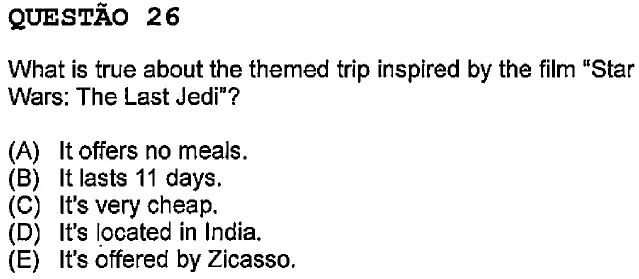 QUESTÃO 26
What is true about the themed trip inspired by the film "Star
Wars: The Last Jedi"?
(A) It offers no meals.
(B) It lasts 11 days.
(C) It's very cheap.
(D) It's located in India.
(E) It's offered by Zicasso.